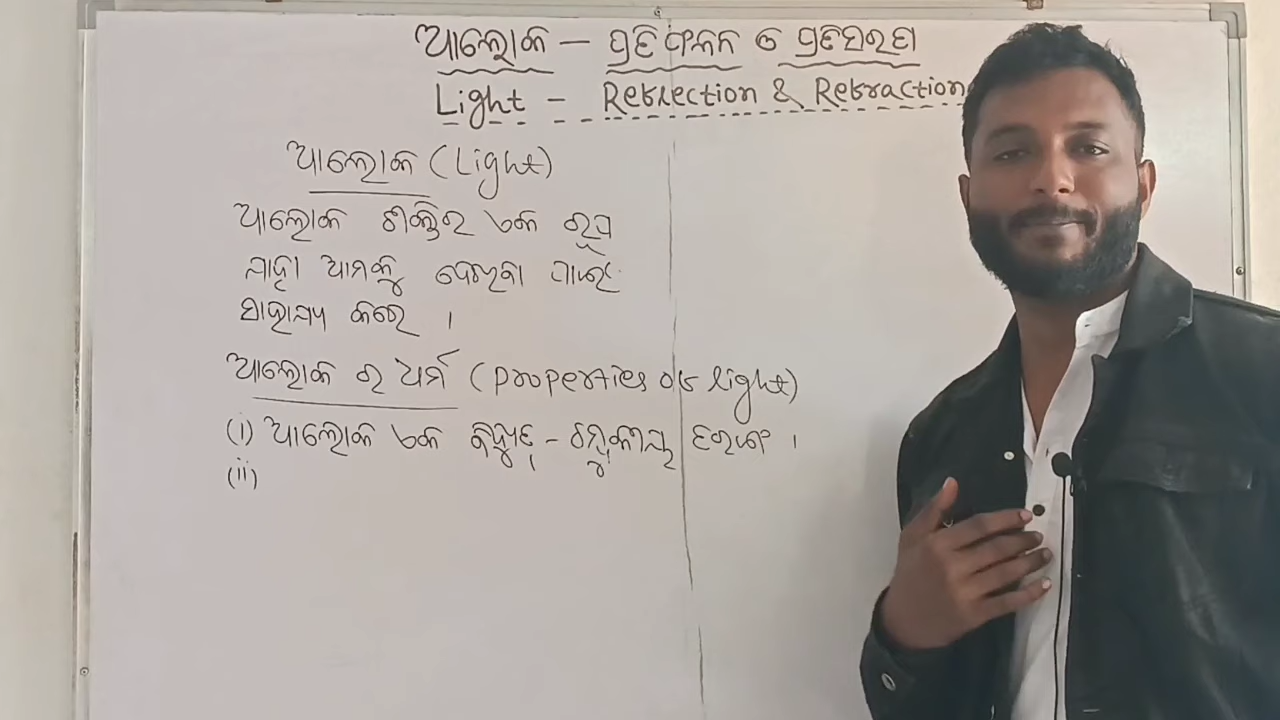 ଆଲୋକ – ପ୍ରତିଫଳନ ଓ ପ୍ରତିସରଣ
Light - Reflection & Refraction
ଆଲୋକ (Light)
ଆଲୋକ ଶକ୍ତିର ଏକ ରୂପ
ଯାହା ଆମକୁ ଦେଖିବା ପାଇଁ
ସାହାଯ୍ୟ କରେ ।
ଆଲୋକ ର ଧର୍ମ (properties of light)
(i) ଆଲୋକ ଏକ ବିଦ୍ୟୁତ୍ - ଚୁମ୍ବକୀୟ ତରଙ୍ଗ ।
(ii)